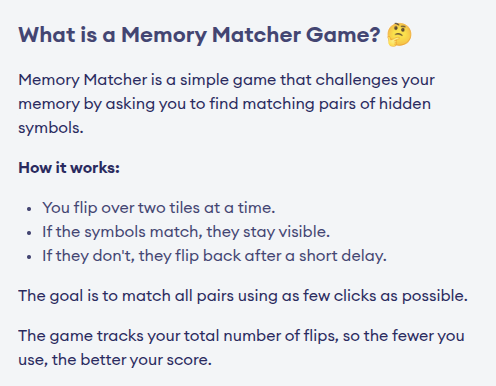 What is a Memory Matcher Game? 🤔
Memory Matcher is a simple game that challenges your
memory by asking you to find matching pairs of hidden
symbols.
How it works:
• You flip over two tiles at a time.
• If the symbols match, they stay visible.
• If they don't, they flip back after a short delay.
The goal is to match all pairs using as few clicks as possible.
The game tracks your total number of flips, so the fewer you
use, the better your score.